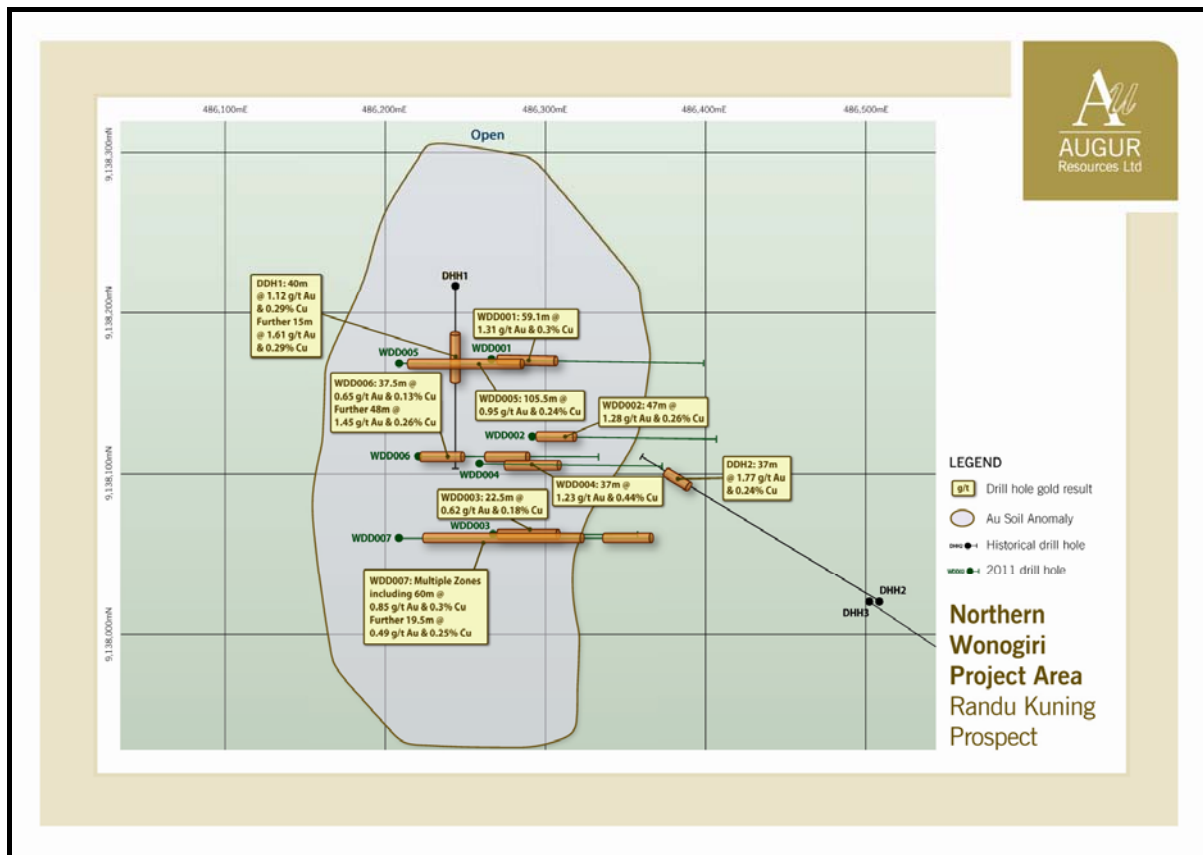 486,100mE
486,200mE
486,300mE
486,400mE
486,500mE
Au
AUGUR
Resources Ltd
Open
9,138,300mN
9,138,200mN
9,138,100mN
9,138,000mN
DHH1
DDH1: 40m
@ 1.12 g/t Au
& 0.29% Cu
Further 15m
@ 1.61 g/t Au
& 0.29% Cu
WDD001: 59.1m @
1.31 g/t Au & 0.3% Cu
WDD005
WDD001
WDD006: 37.5m @
0.65 g/t Au & 0.13% Cu
Further 48m @
1.45 g/t Au & 0.26% Cu
WDD005: 105.5m @
0.95 g/t Au & 0.24% Cu
WDD002: 47m @
1.28 g/t Au & 0.26% Cu
WDD002
WDD006
WDD004
WDD004: 37m @
1.23 g/t Au & 0.44% Cu
DDH2: 37m
@ 1.77 g/t Au
& 0.24% Cu
WDD003: 22.5m @
0.62 g/t Au & 0.18% Cu
WDD003
WDD007
WDD007: Multiple Zones
including 60m @
0.85 g/t Au & 0.3% Cu
Further 19.5m @
0.49 g/t Au & 0.25% Cu
DHH2
DHH3
LEGEND
g/t Drill hole gold result
Au Soil Anomaly
Historical drill hole
2011 drill hole
Northern
Wonogiri
Project Area
Randu Kuning
Prospect